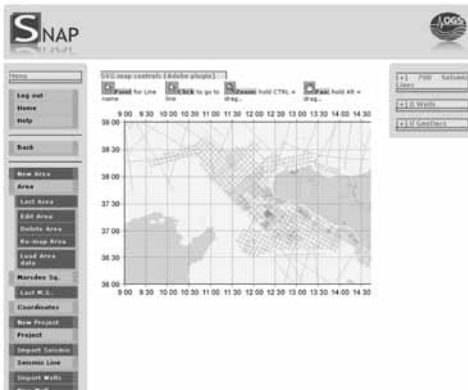 SNAP
OGS
Menu
Log out
Home
Help
Back
New Area
Area
Last Area
Edit Area
Delete Area
Re-map Area
Load Area data
Marsden Sq.
Last M.S.
Coordinates
New Project
Project
Import Seismic
Seismic Line
Import Wells
SVG map controls (Adobe plugin)
Point for Line name
Click to go to line
Zoom: hold CTRL + drag...
Pan: hold Alt + drag...
9 00 9 30 10 00 10 30 11 00 11 30 12 00 12 30 13 00 13 30 14 00 14 30
39 00
38 30
38 00
37 30
37 00
36 30
36 00
9 00 9 30 10 00 10 30 11 00 11 30 12 00 12 30 13 00 13 30 14 00 14 30
[+] 790 Seismic Lines
[+] 0 Wells
[+] 0 GeoDocs